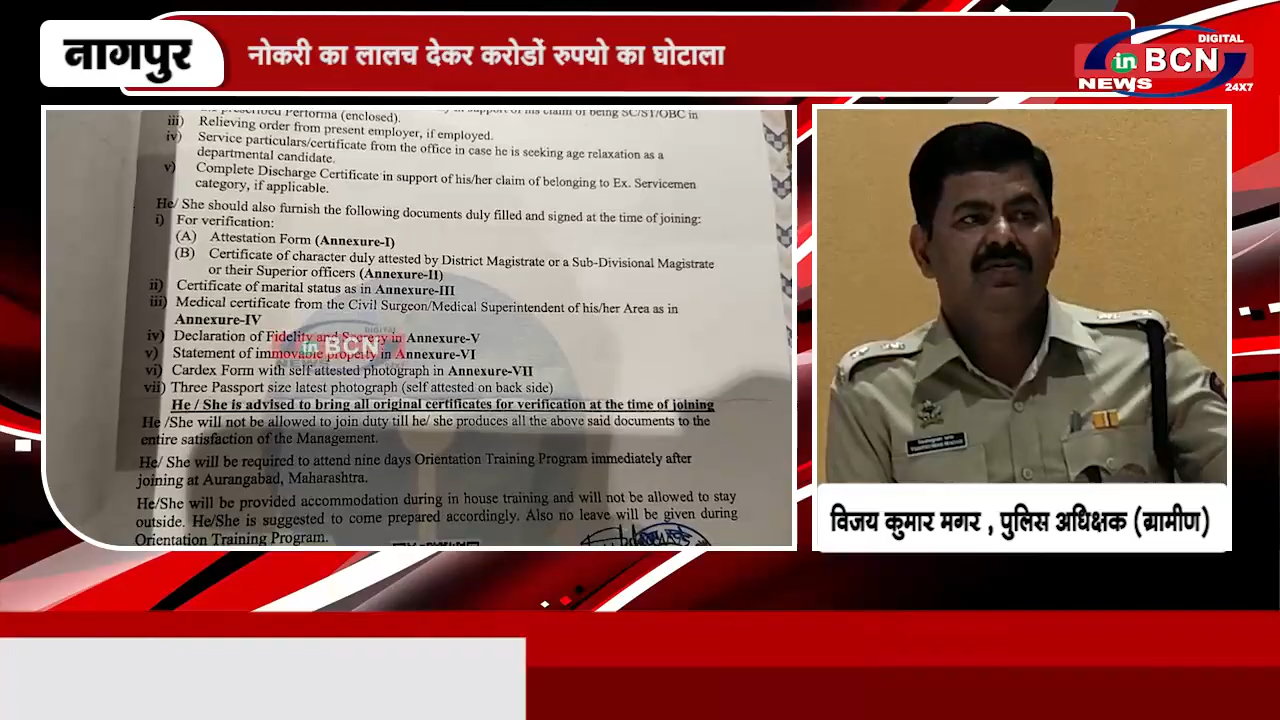 नागपुर
नोकरी का लालच देकर करोडों रुपयो का घोटाला
DIGITAL
in BCN
NEWS
24X7
Performa (enclosed).
of his claim of being SC/ST/OBC in
iii) Relieving order from present employer, if employed.
iv) Service particulars/certificate from the office in case he is seeking age relaxation as a
departmental candidate.
v) Complete Discharge Certificate in support of his/her claim of belonging to Ex. Servicemen
category, if applicable.
He/ She should also furnish the following documents duly filled and signed at the time of joining:
i) For verification:
(A) Attestation Form (Annexure-I)
(B) Certificate of character duly attested by District Magistrate or a Sub-Divisional Magistrate
or their Superior officers (Annexure-II)
ii) Certificate of marital status as in Annexure-III
iii) Medical certificate from the Civil Surgeon/Medical Superintendent of his/her Area as in
Annexure-IV
iv) Declaration of Fidelity and Secrecy in Annexure-V
v) Statement of immovable property in Annexure-VI
vi) Cardex Form with self attested photograph in Annexure-VII
vii) Three Passport size latest photograph (self attested on back side)
He / She is advised to bring all original certificates for verification at the time of joining
He /She will not be allowed to join duty till he/ she produces all the above said documents to the
entire satisfaction of the Management.
He/ She will be required to attend nine days Orientation Training Program immediately after
joining at Aurangabad, Maharashtra.
He/She will be provided accommodation during in house training and will not be allowed to stay
outside. He/She is suggested to come prepared accordingly. Also no leave will be given during
Orientation Training Program.
DIGITAL
in BCN
NEWS
विजय कुमार मगर , पुलिस अधिक्षक (ग्रामीण)